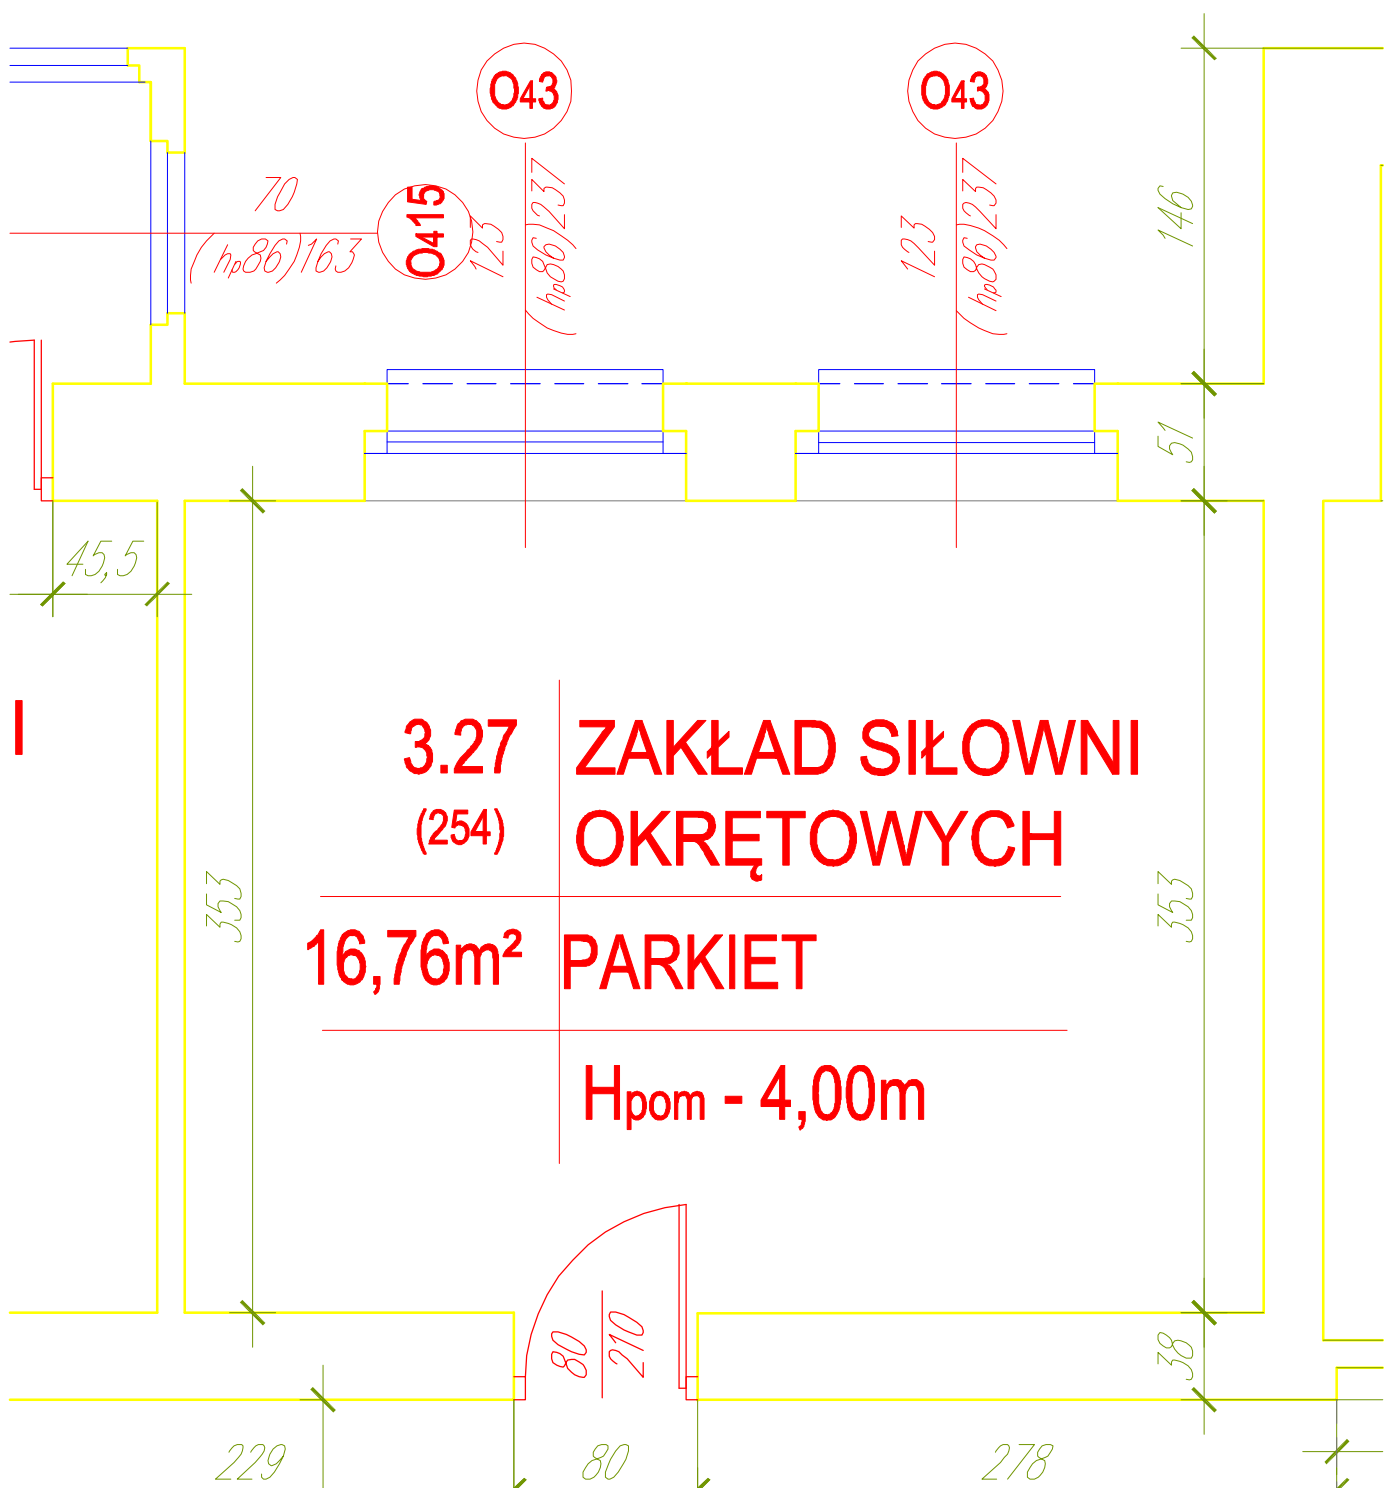 O43
O43
70
(hp86)163
O415
123
(hp86)237
123
(hp86)237
146
51
45,5
I
3.27
(254)
ZAKŁAD SIŁOWNI
OKRĘTOWYCH
353
353
16,76m²
PARKIET
Hpom - 4,00m
80
210
38
229
80
278